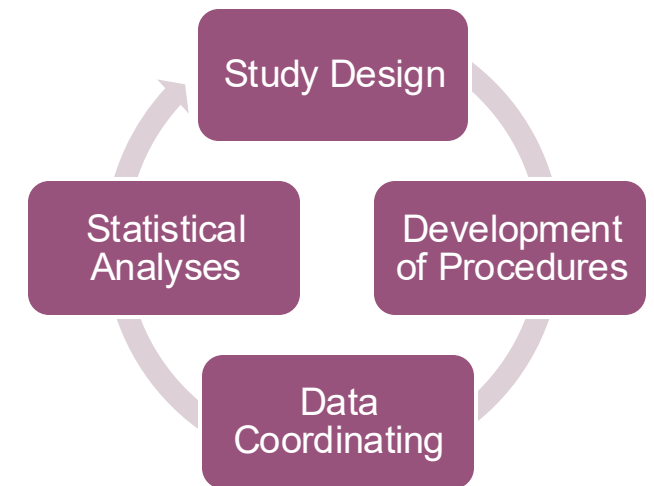 Study Design
Development
of Procedures
Data
Coordinating
Statistical
Analyses